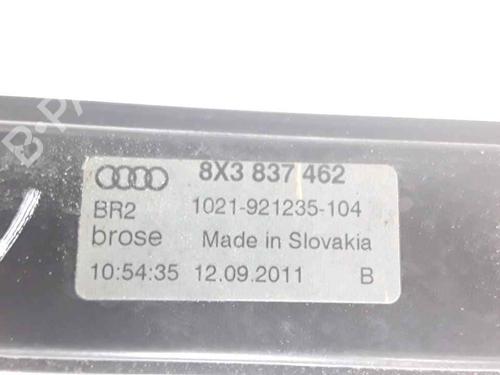 8X3 837 462
BR2 1021-921235-104
brose Made in Slovakia
10:54:35 12.09.2011 B